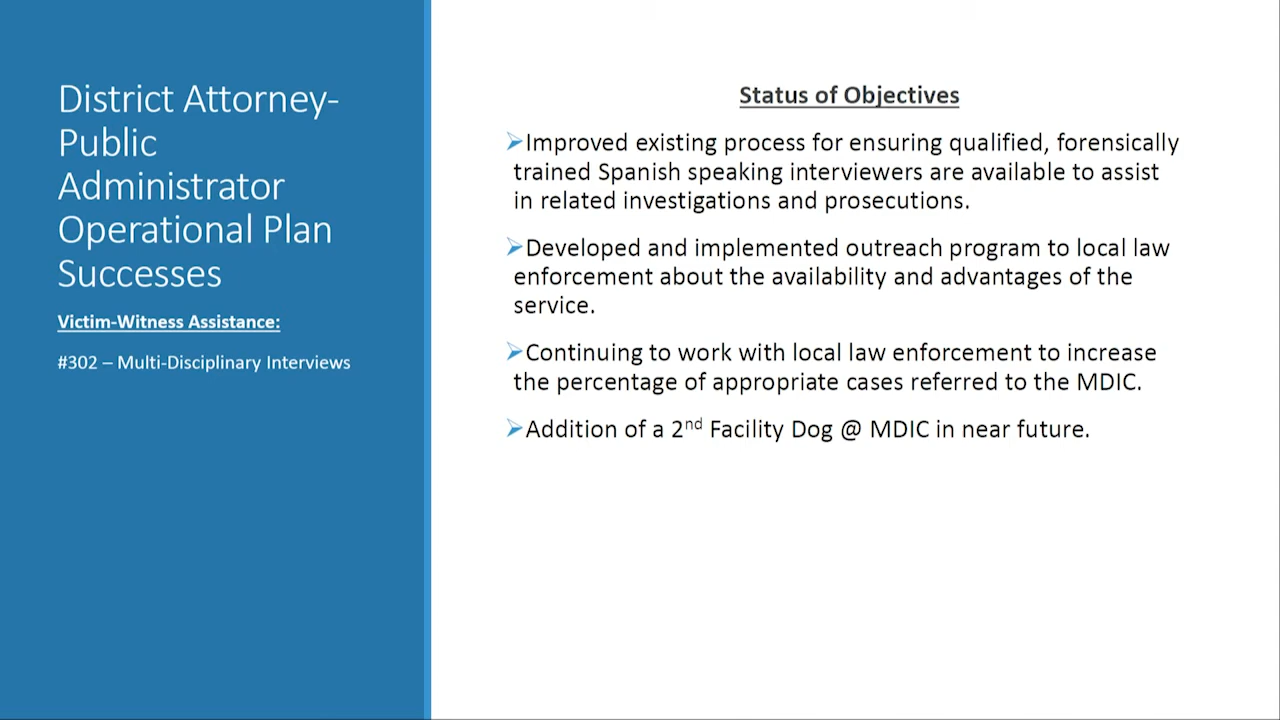 District Attorney-
Public
Administrator
Operational Plan
Successes
Victim-Witness Assistance:
#302 – Multi-Disciplinary Interviews
Status of Objectives
➢Improved existing process for ensuring qualified, forensically
trained Spanish speaking interviewers are available to assist
in related investigations and prosecutions.
➢Developed and implemented outreach program to local law
enforcement about the availability and advantages of the
service.
➢Continuing to work with local law enforcement to increase
the percentage of appropriate cases referred to the MDIC.
➢Addition of a 2nd Facility Dog @ MDIC in near future.